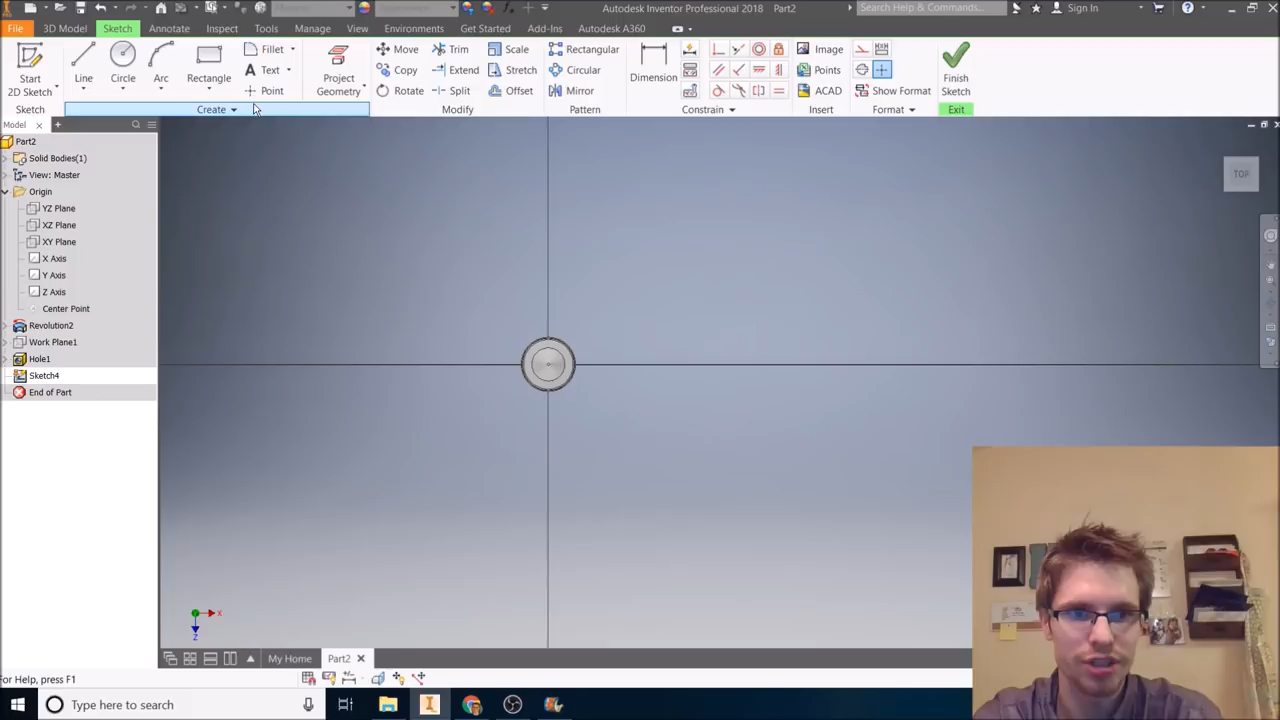 Autodesk Inventor Professional 2018 Part2
Search Help & Commands...
Sign In
File 3D Model Sketch Annotate Inspect Tools Manage View Environments Get Started Add-Ins Autodesk A360
Start
2D Sketch
Line
Circle
Arc
Rectangle
Fillet
Text
Point
Project
Geometry
Move
Copy
Rotate
Trim
Extend
Split
Scale
Stretch
Offset
Rectangular
Circular
Mirror
Dimension
Image
Points
ACAD
Show Format
Finish
Sketch
Sketch Create Modify Pattern Constrain Insert Format Exit
Model
Part2
Solid Bodies(1)
View: Master
Origin
YZ Plane
XZ Plane
XY Plane
X Axis
Y Axis
Z Axis
Center Point
Revolution2
Work Plane1
Hole1
Sketch4
End of Part
TOP
X
Z
My Home Part2
For Help, press F1
Type here to search